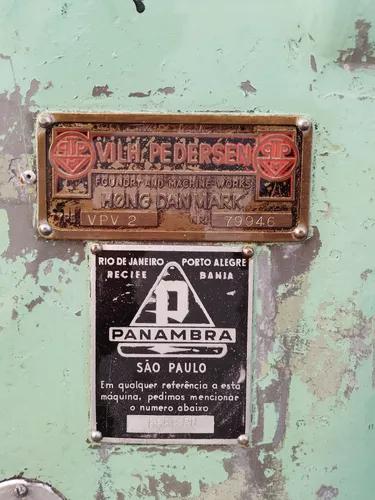 VILH. PEDERSEN
FOUNDRY AND MACHINE WORKS
HØNG DANMARK
VPV 2 NR. 79946
RIO DE JANEIRO PORTO ALEGRE
RECIFE BAHIA
P
PANAMBRA
SÃO PAULO
Em qualquer referência a esta
máquina, pedimos mencionar
o numero abaixo